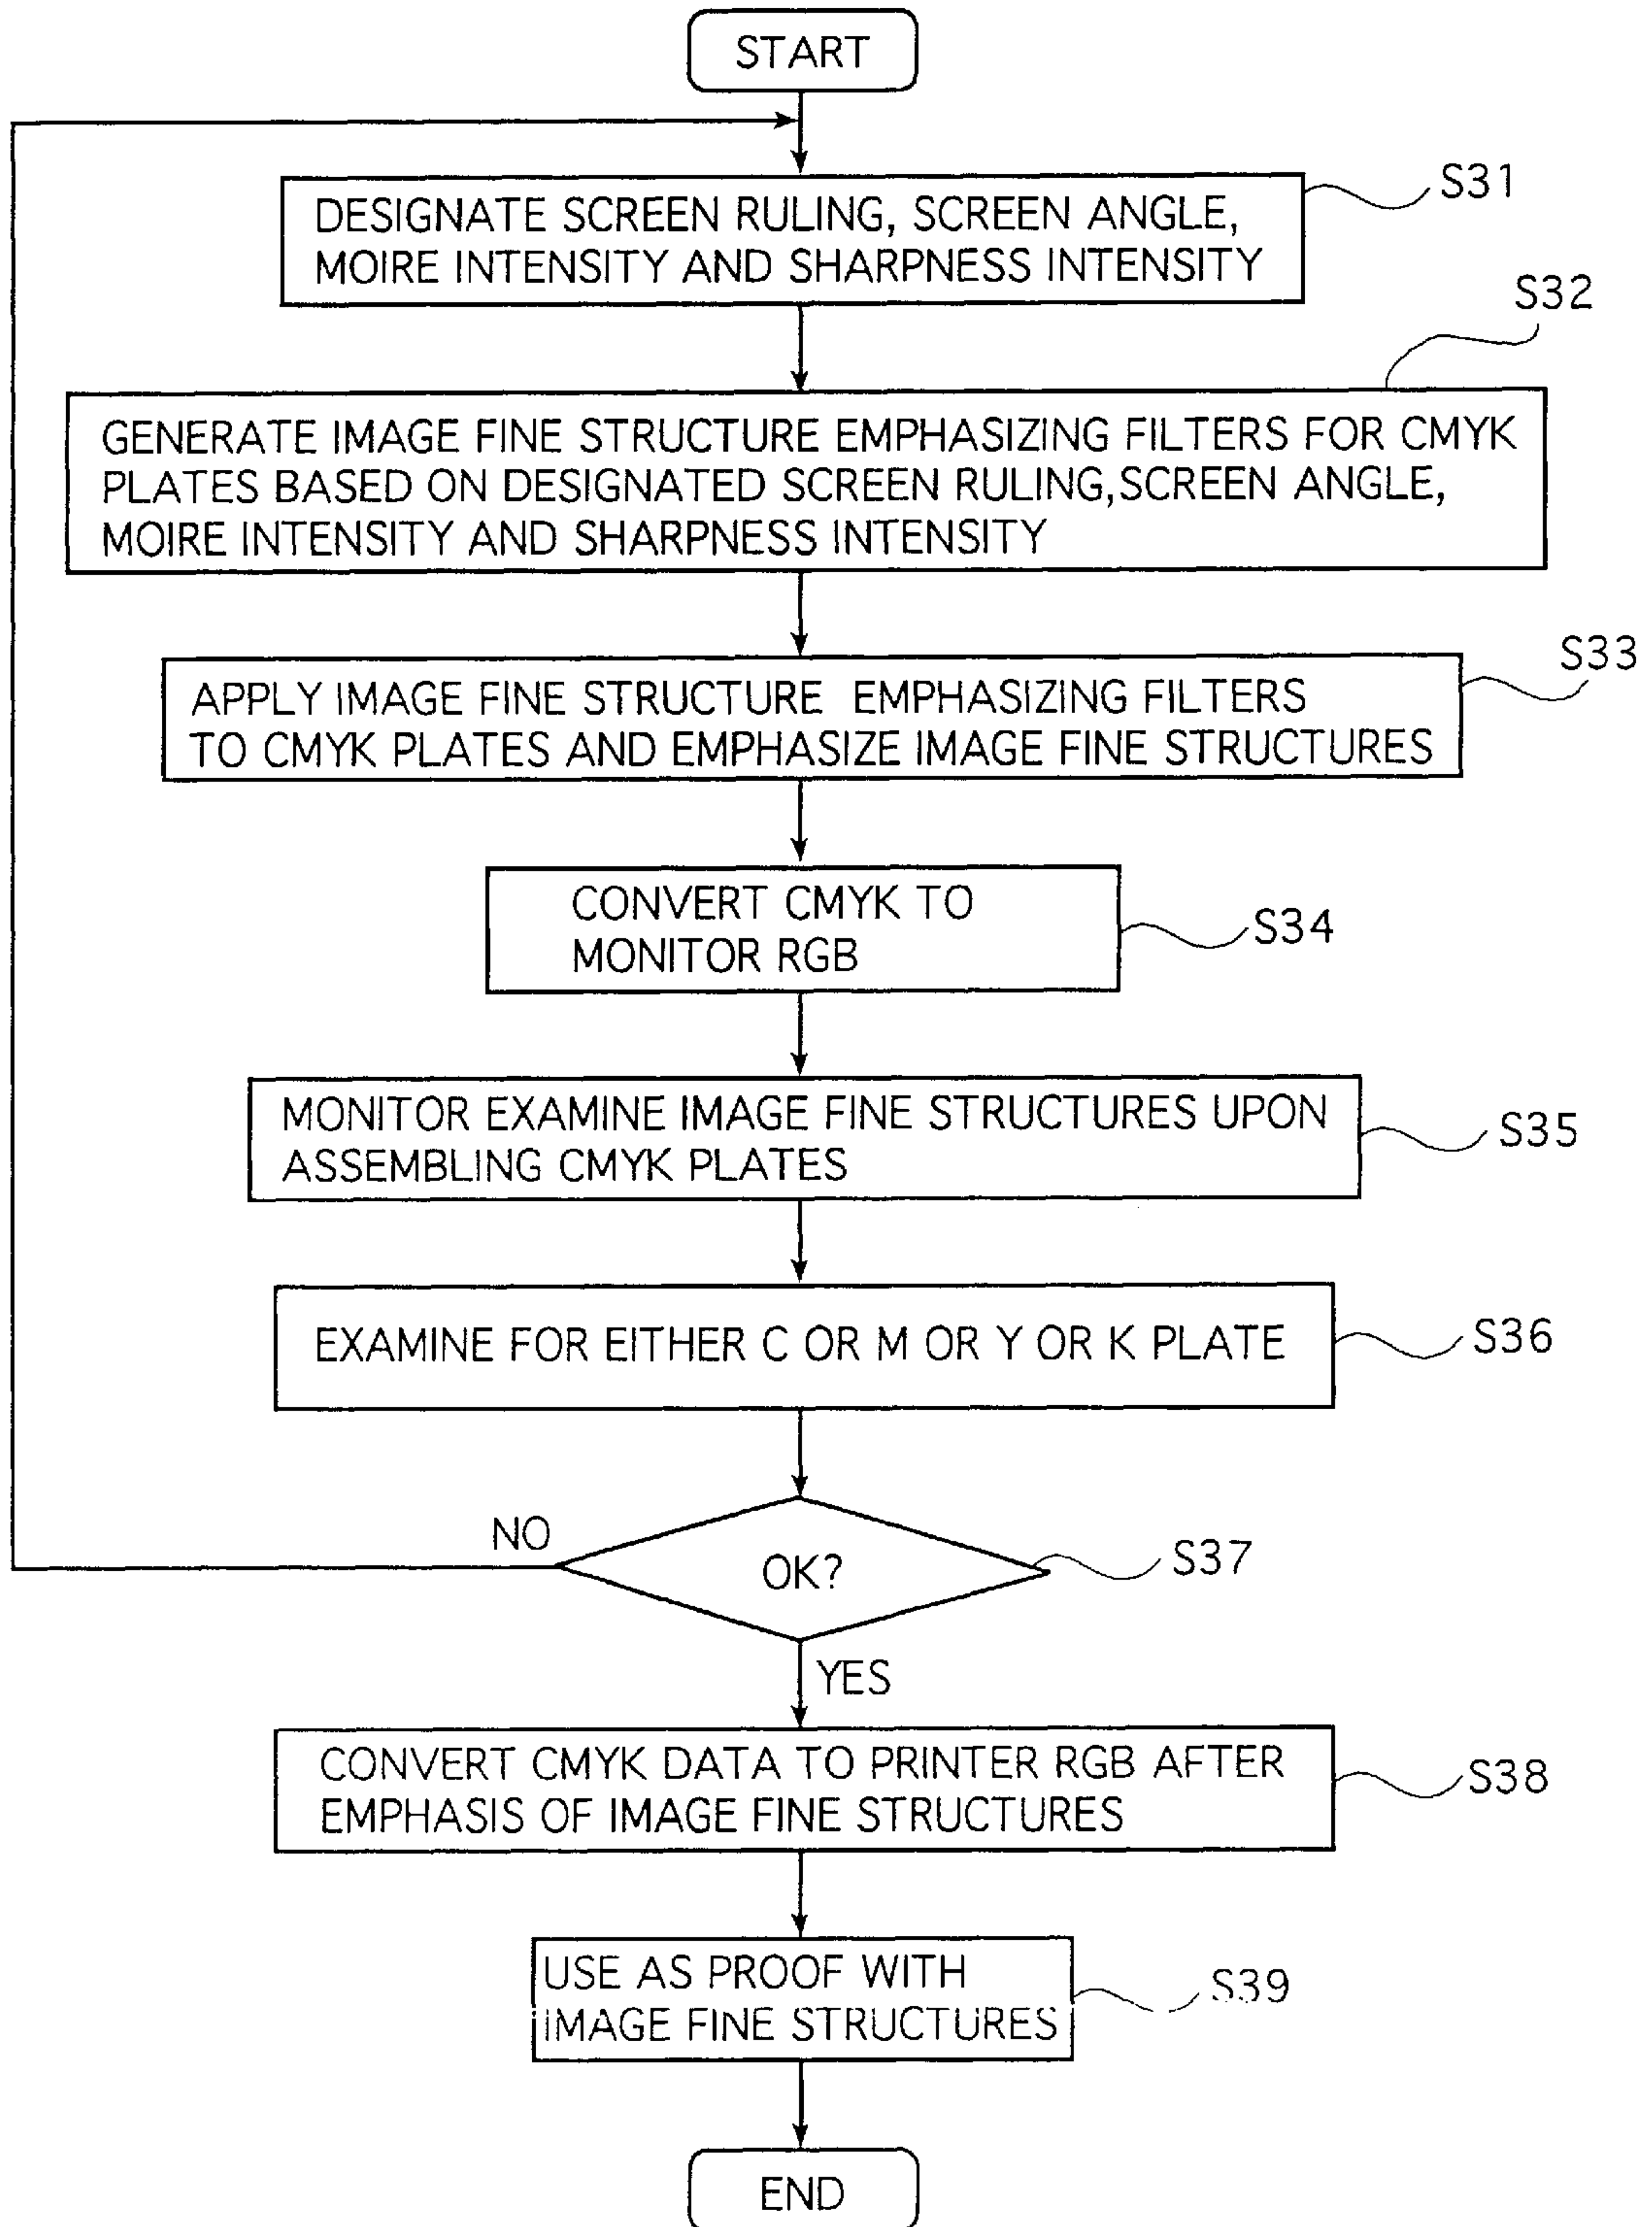 START
S31
DESIGNATE SCREEN RULING, SCREEN ANGLE,
MOIRE INTENSITY AND SHARPNESS INTENSITY
S32
GENERATE IMAGE FINE STRUCTURE EMPHASIZING FILTERS FOR CMYK
PLATES BASED ON DESIGNATED SCREEN RULING, SCREEN ANGLE,
MOIRE INTENSITY AND SHARPNESS INTENSITY
S33
APPLY IMAGE FINE STRUCTURE EMPHASIZING FILTERS
TO CMYK PLATES AND EMPHASIZE IMAGE FINE STRUCTURES
CONVERT CMYK TO
MONITOR RGB
S34
MONITOR EXAMINE IMAGE FINE STRUCTURES UPON
ASSEMBLING CMYK PLATES
S35
EXAMINE FOR EITHER C OR M OR Y OR K PLATE
S36
NO
OK?
S37
YES
CONVERT CMYK DATA TO PRINTER RGB AFTER
EMPHASIS OF IMAGE FINE STRUCTURES
S38
USE AS PROOF WITH
IMAGE FINE STRUCTURES
S39
END